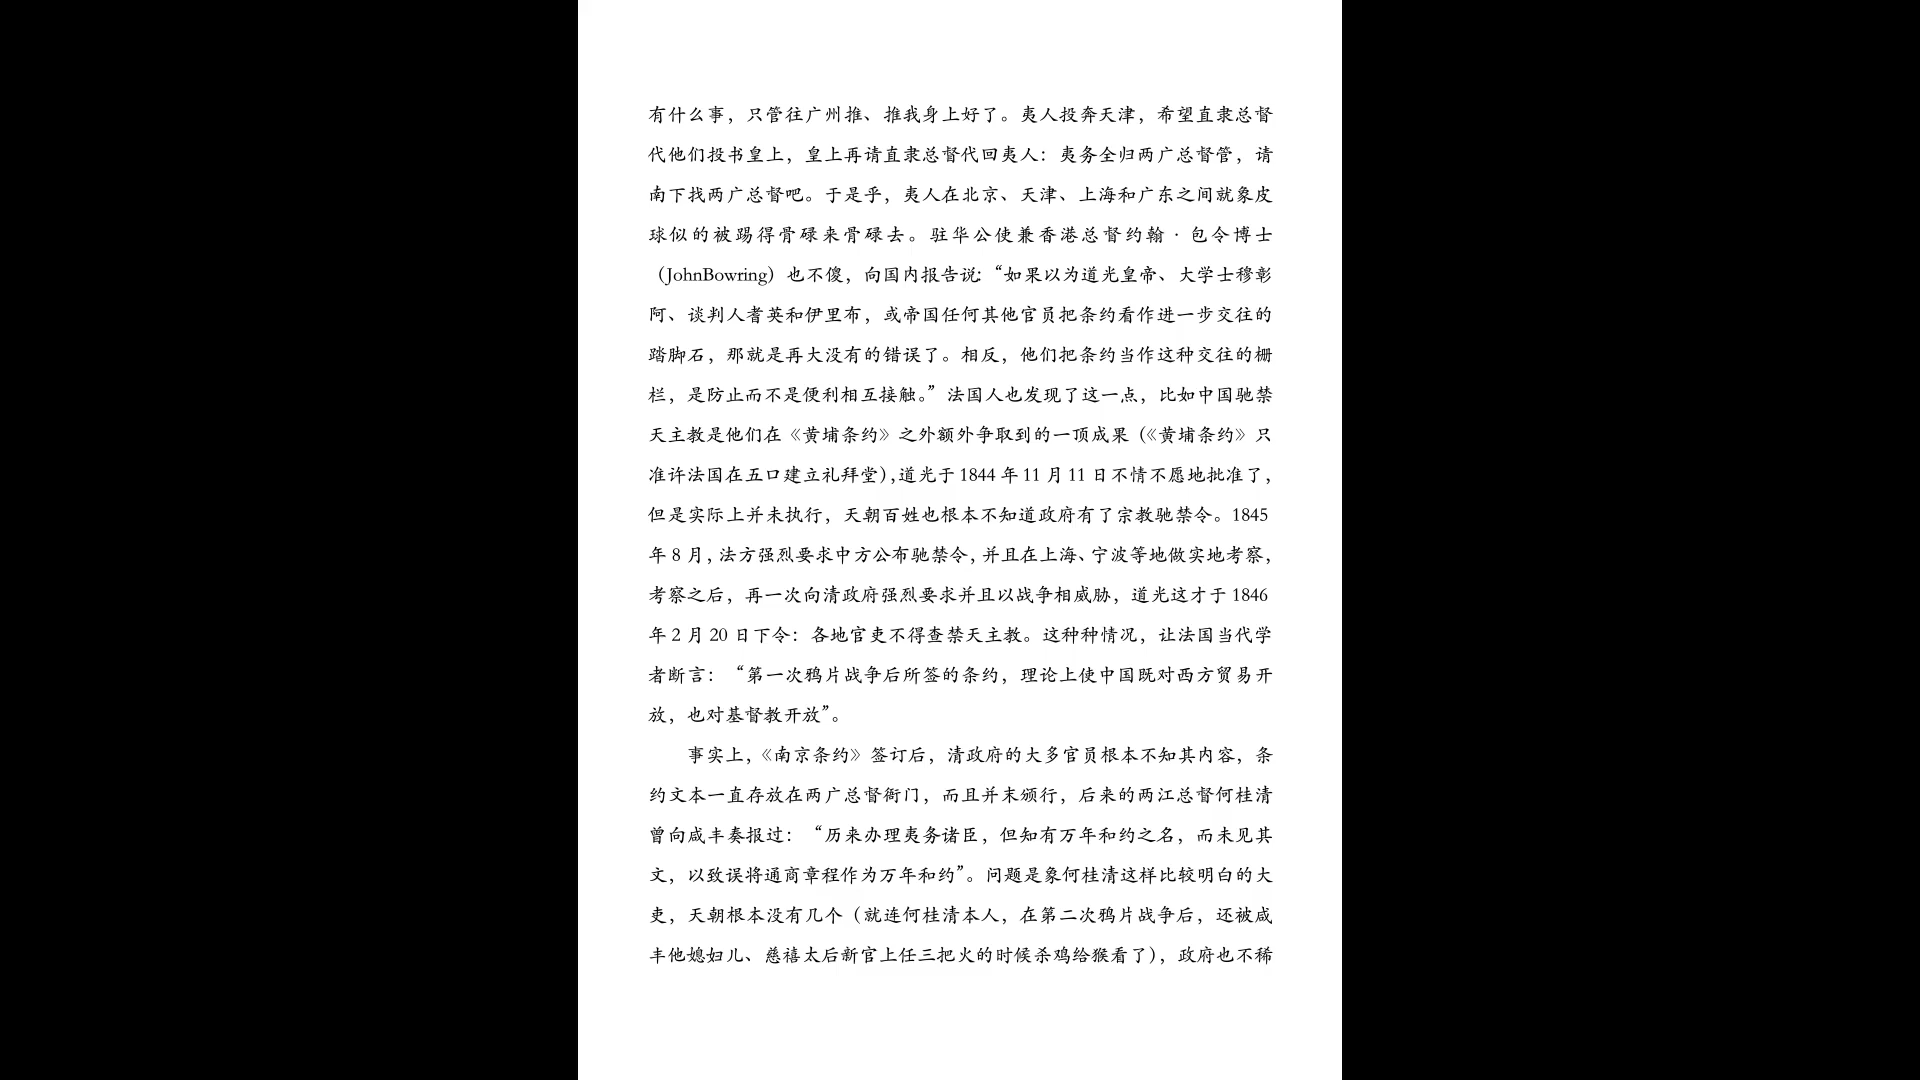 有什么事，只管往广州推、推我身上好了。夷人投奔天津，希望直隶总督
代他们投书皇上，皇上再请直隶总督代回夷人：夷务全归两广总督管，请
南下找两广总督吧。于是乎，夷人在北京、天津、上海和广东之间就象皮
球似的被踢得骨碌来骨碌去。驻华公使兼香港总督约翰·包令博士
（JohnBowring）也不傻，向国内报告说:“如果以为道光皇帝、大学士穆彰
阿、谈判人耆英和伊里布，或帝国任何其他官员把条约看作进一步交往的
踏脚石，那就是再大没有的错误了。相反，他们把条约当作这种交往的栅
栏，是防止而不是便利相互接触。”法国人也发现了这一点，比如中国驰禁
天主教是他们在《黄埔条约》之外额外争取到的一顶成果（《黄埔条约》只
准许法国在五口建立礼拜堂），道光于 1844 年 11 月 11 日不情不愿地批准了，
但是实际上并未执行，天朝百姓也根本不知道政府有了宗教驰禁令。1845
年 8 月，法方强烈要求中方公布驰禁令，并且在上海、宁波等地做实地考察，
考察之后，再一次向清政府强烈要求并且以战争相威胁，道光这才于 1846
年 2 月 20 日下令：各地官吏不得查禁天主教。这种种情况，让法国当代学
者断言：“第一次鸦片战争后所签的条约，理论上使中国既对西方贸易开
放，也对基督教开放”。
事实上，《南京条约》签订后，清政府的大多官员根本不知其内容，条
约文本一直存放在两广总督衙门，而且并末颁行，后来的两江总督何桂清
曾向咸丰奏报过：“历来办理夷务诸臣，但知有万年和约之名，而未见其
文，以致误将通商章程作为万年和约”。问题是象何桂清这样比较明白的大
吏，天朝根本没有几个（就连何桂清本人，在第二次鸦片战争后，还被咸
丰他媳妇儿、慈禧太后新官上任三把火的时候杀鸡给猴看了），政府也不稀